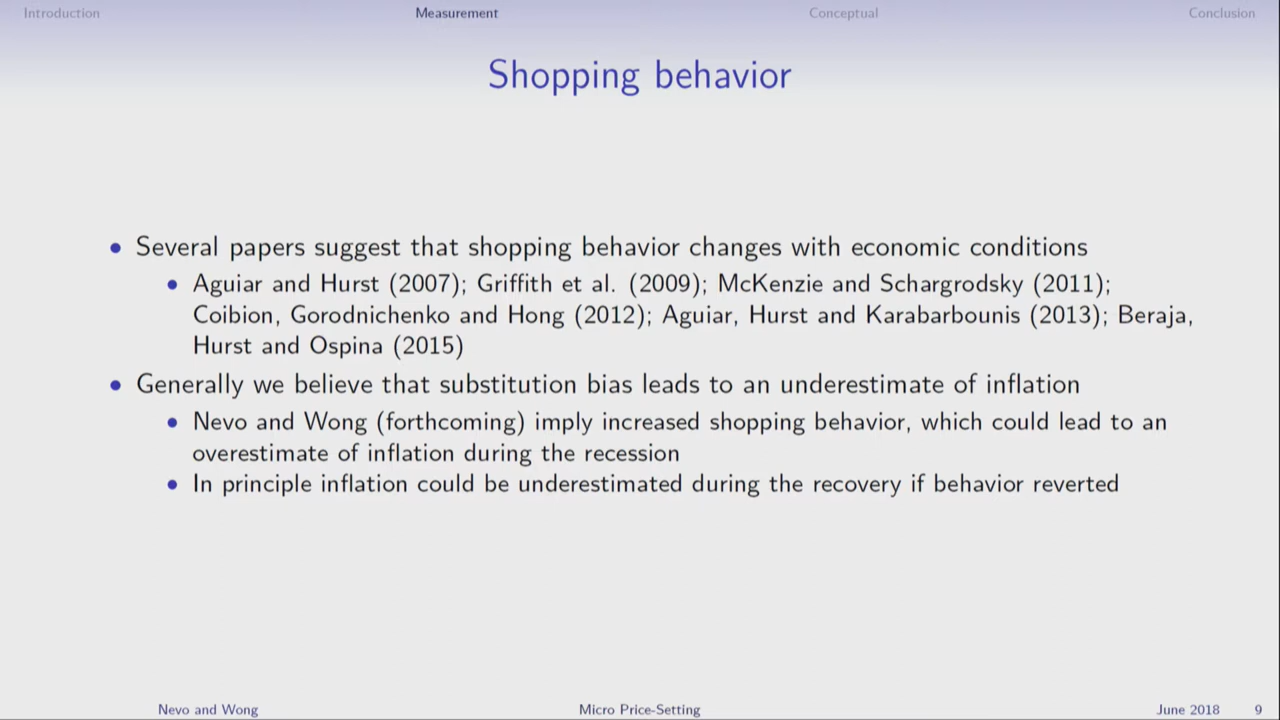 Introduction Measurement Conceptual Conclusion
Shopping behavior
• Several papers suggest that shopping behavior changes with economic conditions
• Aguiar and Hurst (2007); Griffith et al. (2009); McKenzie and Schargrodsky (2011);
Coibion, Gorodnichenko and Hong (2012); Aguiar, Hurst and Karabarbounis (2013); Beraja,
Hurst and Ospina (2015)
• Generally we believe that substitution bias leads to an underestimate of inflation
• Nevo and Wong (forthcoming) imply increased shopping behavior, which could lead to an
overestimate of inflation during the recession
• In principle inflation could be underestimated during the recovery if behavior reverted
Nevo and Wong Micro Price-Setting June 2018 9